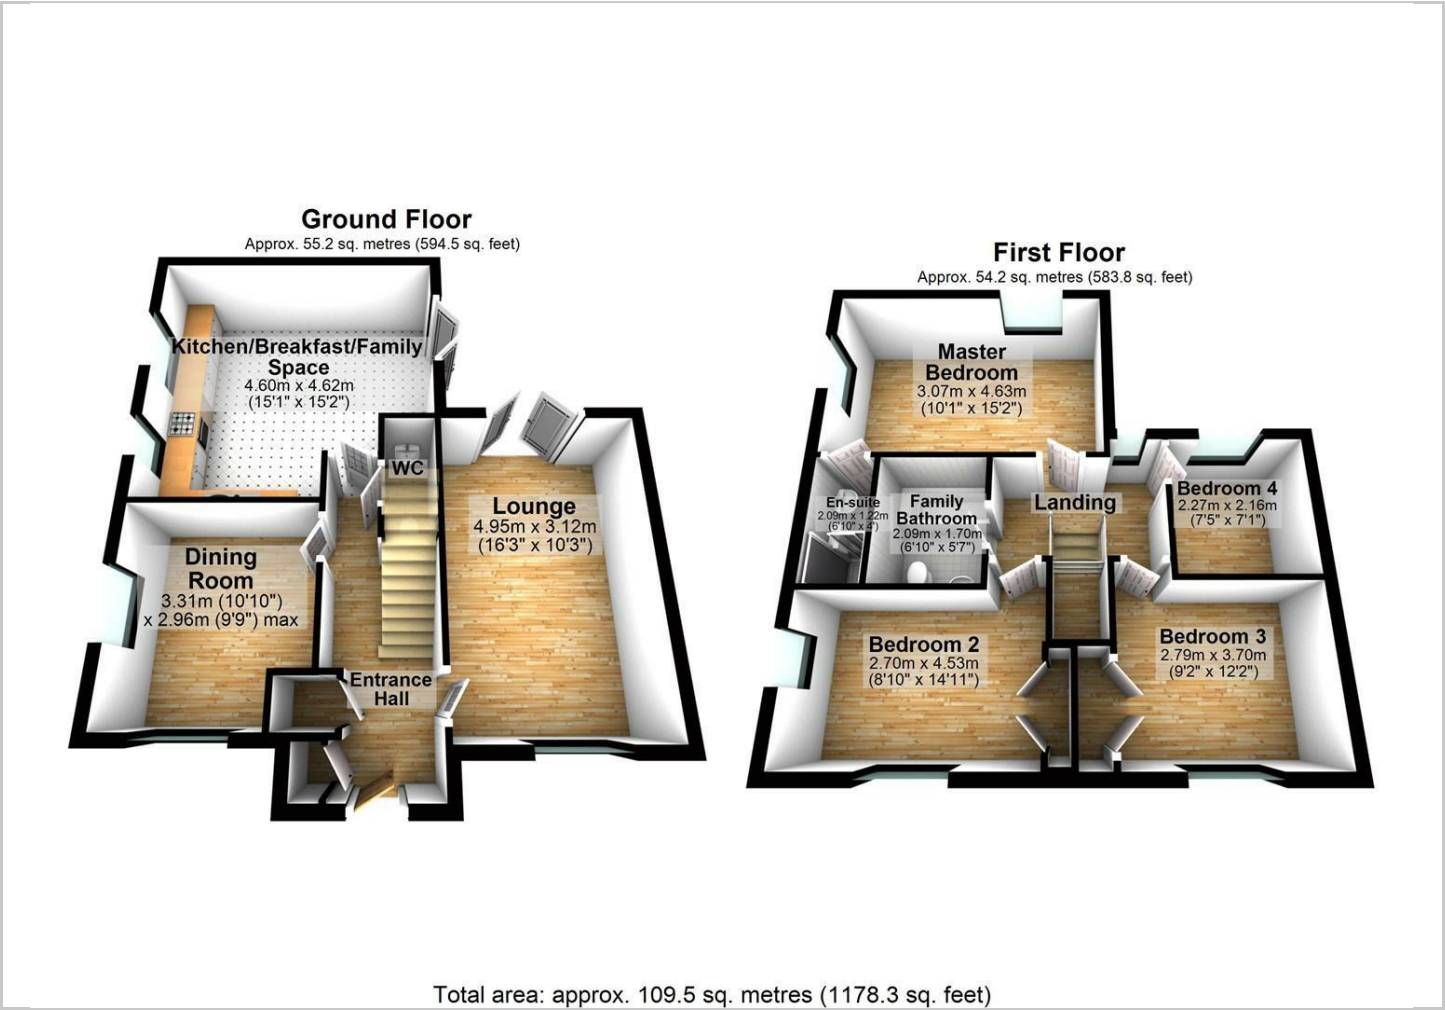 Ground Floor
Approx. 55.2 sq. metres (594.5 sq. feet)
Kitchen/Breakfast/Family
Space
4.60m x 4.62m
(15'1" x 15'2")
WC
Lounge
4.95m x 3.12m
(16'3" x 10'3")
Dining
Room
3.31m (10'10")
x 2.96m (9'9") max
Entrance
Hall
First Floor
Approx. 54.2 sq. metres (583.8 sq. feet)
Master
Bedroom
3.07m x 4.63m
(10'1" x 15'2")
En-suite
2.09m x 1.22m
(6'10" x 4')
Family
Bathroom
2.09m x 1.70m
(6'10" x 5'7")
Landing
Bedroom 4
2.27m x 2.16m
(7'5" x 7'1")
Bedroom 2
2.70m x 4.53m
(8'10" x 14'11")
Bedroom 3
2.79m x 3.70m
(9'2" x 12'2")
Total area: approx. 109.5 sq. metres (1178.3 sq. feet)